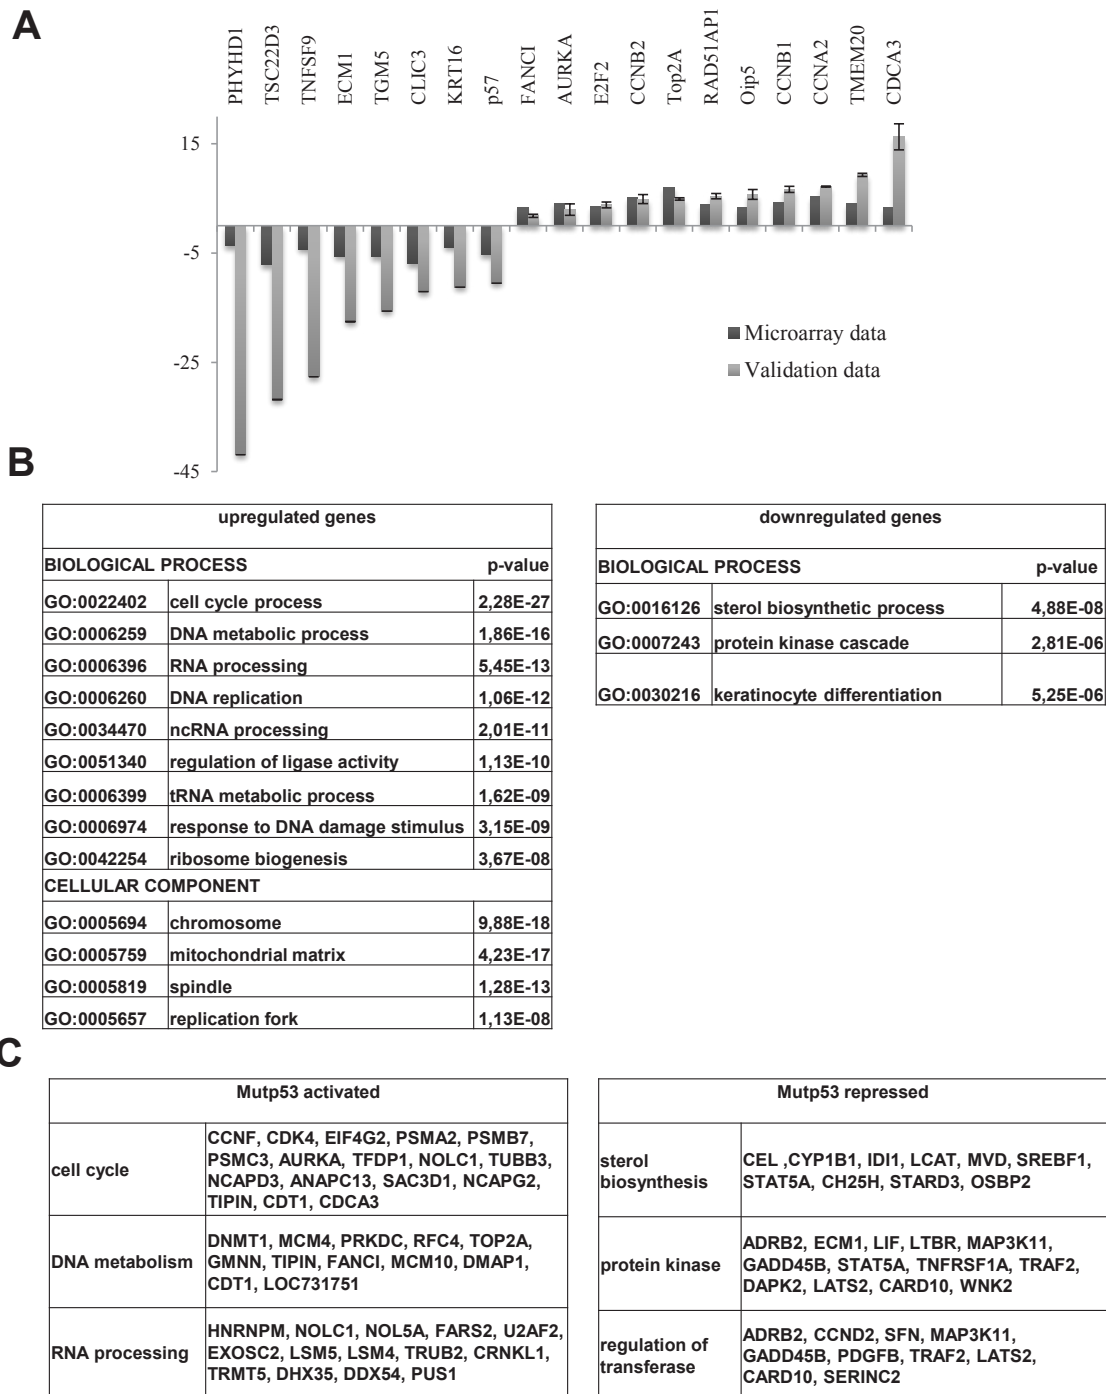 A
PHYHD1
TSC22D3
TNFSF9
ECM1
TGM5
CLIC3
KRT16
p57
FANCI
AURKA
E2F2
CCNB2
Top2A
RAD51AP1
Oip5
CCNB1
CCNA2
TMEM20
CDCA3
15
-5
-25
-45
Microarray data
Validation data
B
upregulated genes
BIOLOGICAL PROCESS p-value
GO:0022402 cell cycle process 2,28E-27
GO:0006259 DNA metabolic process 1,86E-16
GO:0006396 RNA processing 5,45E-13
GO:0006260 DNA replication 1,06E-12
GO:0034470 ncRNA processing 2,01E-11
GO:0051340 regulation of ligase activity 1,13E-10
GO:0006399 tRNA metabolic process 1,62E-09
GO:0006974 response to DNA damage stimulus 3,15E-09
GO:0042254 ribosome biogenesis 3,67E-08
CELLULAR COMPONENT
GO:0005694 chromosome 9,88E-18
GO:0005759 mitochondrial matrix 4,23E-17
GO:0005819 spindle 1,28E-13
GO:0005657 replication fork 1,13E-08
downregulated genes
BIOLOGICAL PROCESS p-value
GO:0016126 sterol biosynthetic process 4,88E-08
GO:0007243 protein kinase cascade 2,81E-06
GO:0030216 keratinocyte differentiation 5,25E-06
C
Mutp53 activated
cell cycle
CCNF, CDK4, EIF4G2, PSMA2, PSMB7,
PSMC3, AURKA, TFDP1, NOLC1, TUBB3,
NCAPD3, ANAPC13, SAC3D1, NCAPG2,
TIPIN, CDT1, CDCA3
DNA metabolism
DNMT1, MCM4, PRKDC, RFC4, TOP2A,
GMNN, TIPIN, FANCI, MCM10, DMAP1,
CDT1, LOC731751
RNA processing
HNRNPM, NOLC1, NOL5A, FARS2, U2AF2,
EXOSC2, LSM5, LSM4, TRUB2, CRNKL1,
TRMT5, DHX35, DDX54, PUS1
Mutp53 repressed
sterol
biosynthesis
CEL ,CYP1B1, IDI1, LCAT, MVD, SREBF1,
STAT5A, CH25H, STARD3, OSBP2
protein kinase
ADRB2, ECM1, LIF, LTBR, MAP3K11,
GADD45B, STAT5A, TNFRSF1A, TRAF2,
DAPK2, LATS2, CARD10, WNK2
regulation of
transferase
ADRB2, CCND2, SFN, MAP3K11,
GADD45B, PDGFB, TRAF2, LATS2,
CARD10, SERINC2